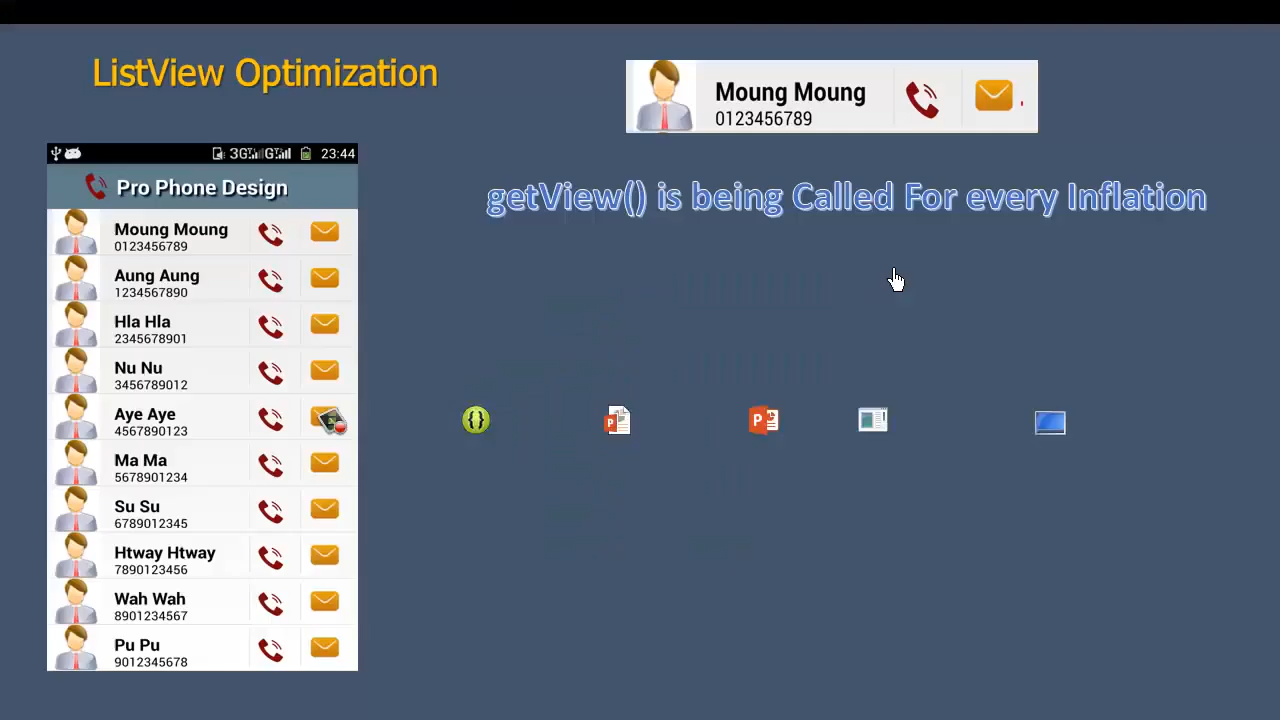 ListView Optimization
Moung Moung
0123456789
getView() is being Called For every Inflation
3G G 23:44
Pro Phone Design
Moung Moung
0123456789
Aung Aung
1234567890
Hla Hla
2345678901
Nu Nu
3456789012
Aye Aye
4567890123
Ma Ma
5678901234
Su Su
6789012345
Htway Htway
7890123456
Wah Wah
8901234567
Pu Pu
9012345678